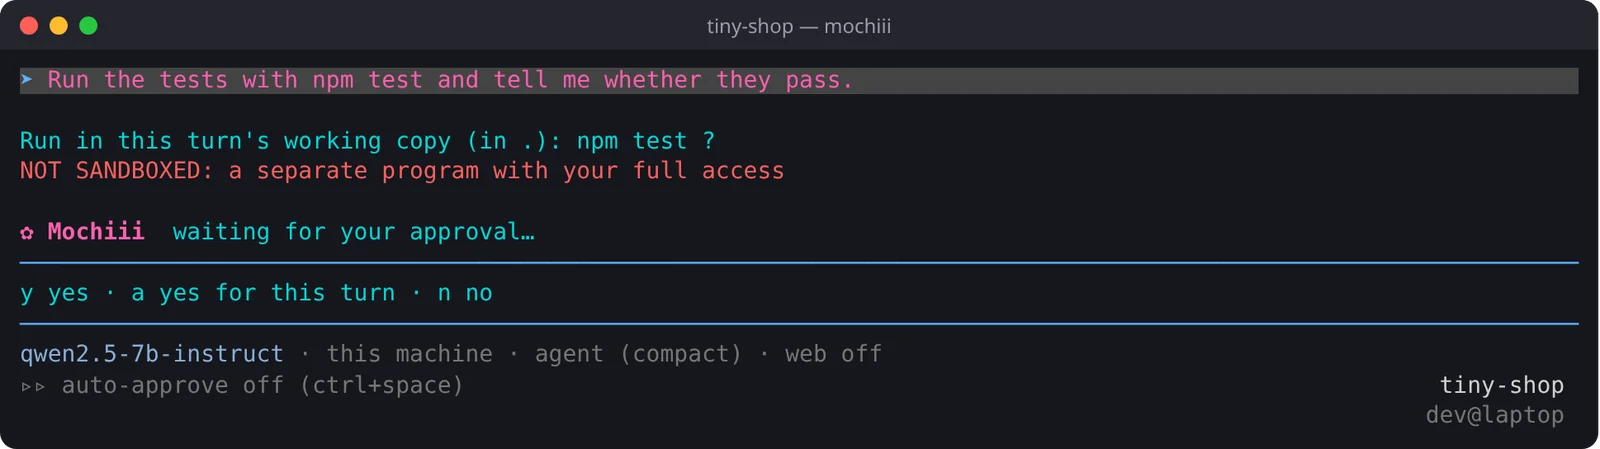 tiny-shop — mochiii
➤ Run the tests with npm test and tell me whether they pass.
Run in this turn's working copy (in .): npm test ?
NOT SANDBOXED: a separate program with your full access
✿ Mochiii waiting for your approval…
y yes · a yes for this turn · n no
qwen2.5-7b-instruct · this machine · agent (compact) · web off
▹▹ auto-approve off (ctrl+space)
tiny-shop
dev@laptop